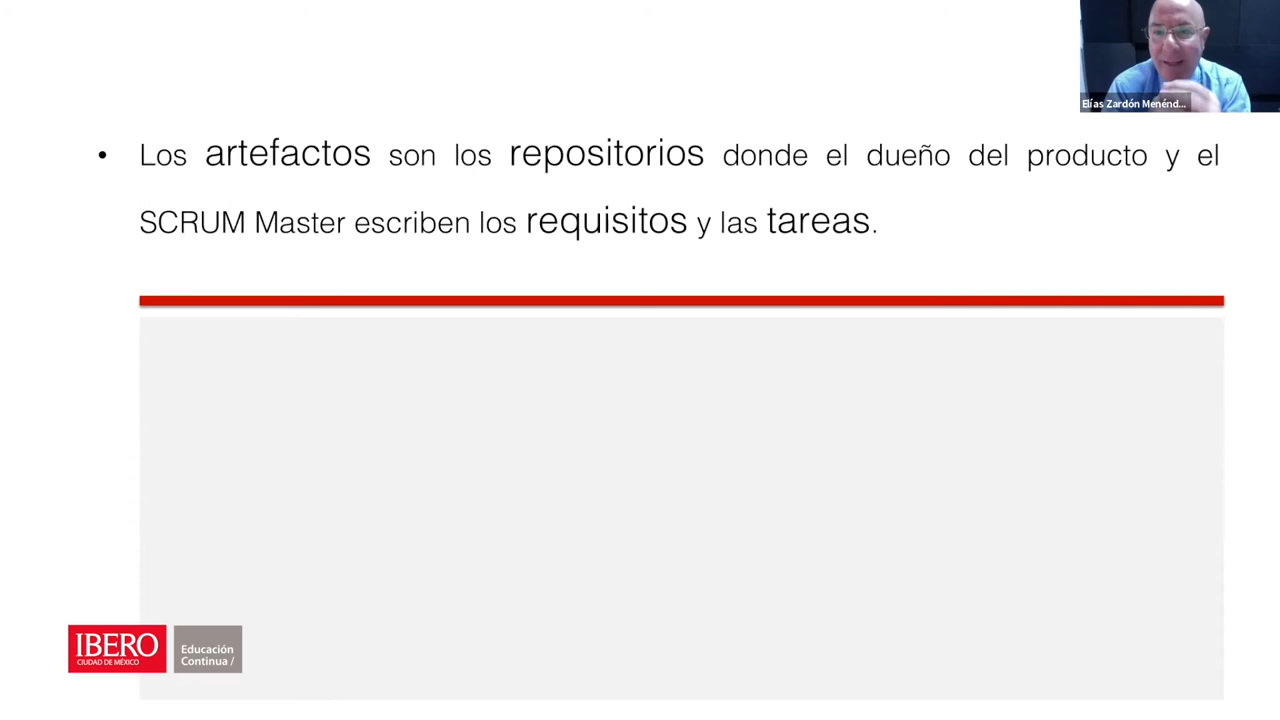 Elías Zardón Menénd...
• Los artefactos son los repositorios donde el dueño del producto y el
SCRUM Master escriben los requisitos y las tareas.
IBERO
CIUDAD DE MÉXICO
Educación
Continua /